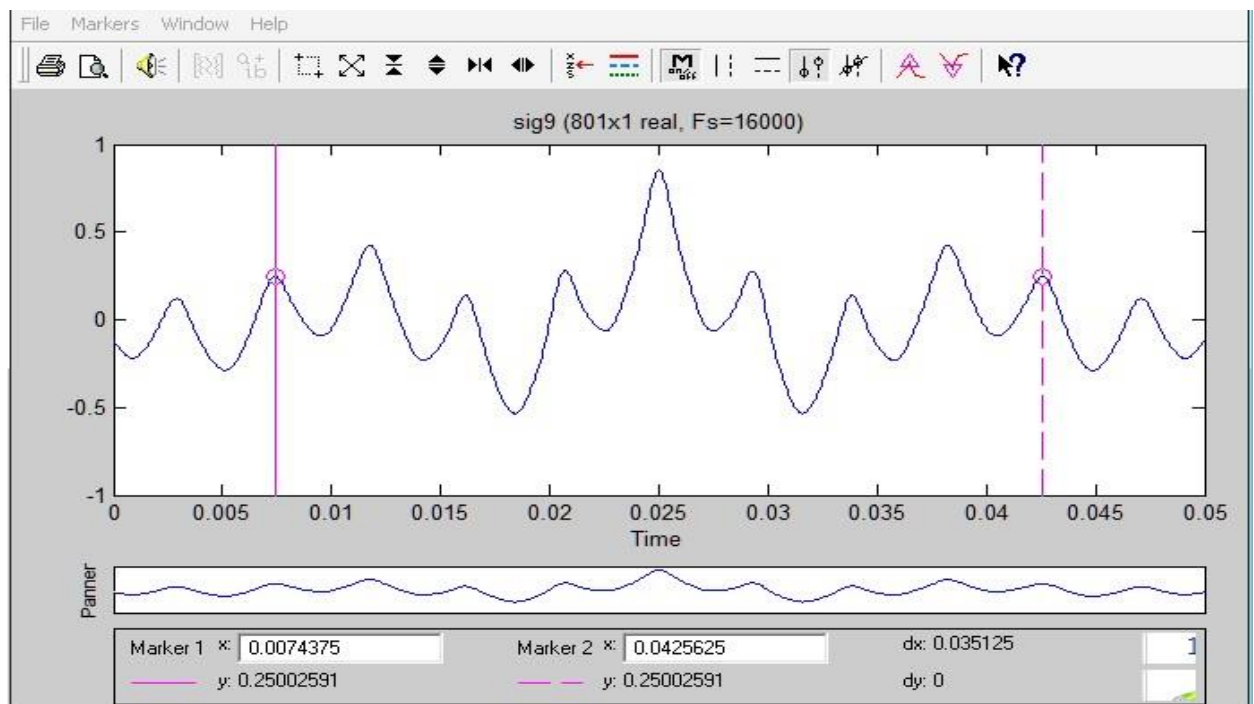 File Markers Window Help
sig9 (801x1 real, Fs=16000)
1
0.5
0
-0.5
-1
0 0.005 0.01 0.015 0.02 0.025 0.03 0.035 0.04 0.045 0.05
Time
Panner
Marker 1 x: 0.0074375 Marker 2 x: 0.0425625 dx: 0.035125 1
y: 0.25002591 y: 0.25002591 dy: 0